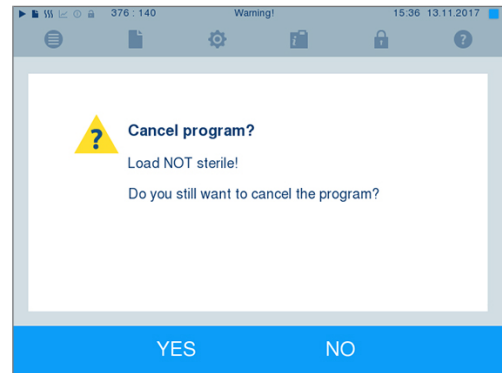 376 : 140 Warning! 15:36 13.11.2017
Cancel program?
Load NOT sterile!
Do you still want to cancel the program?
YES NO